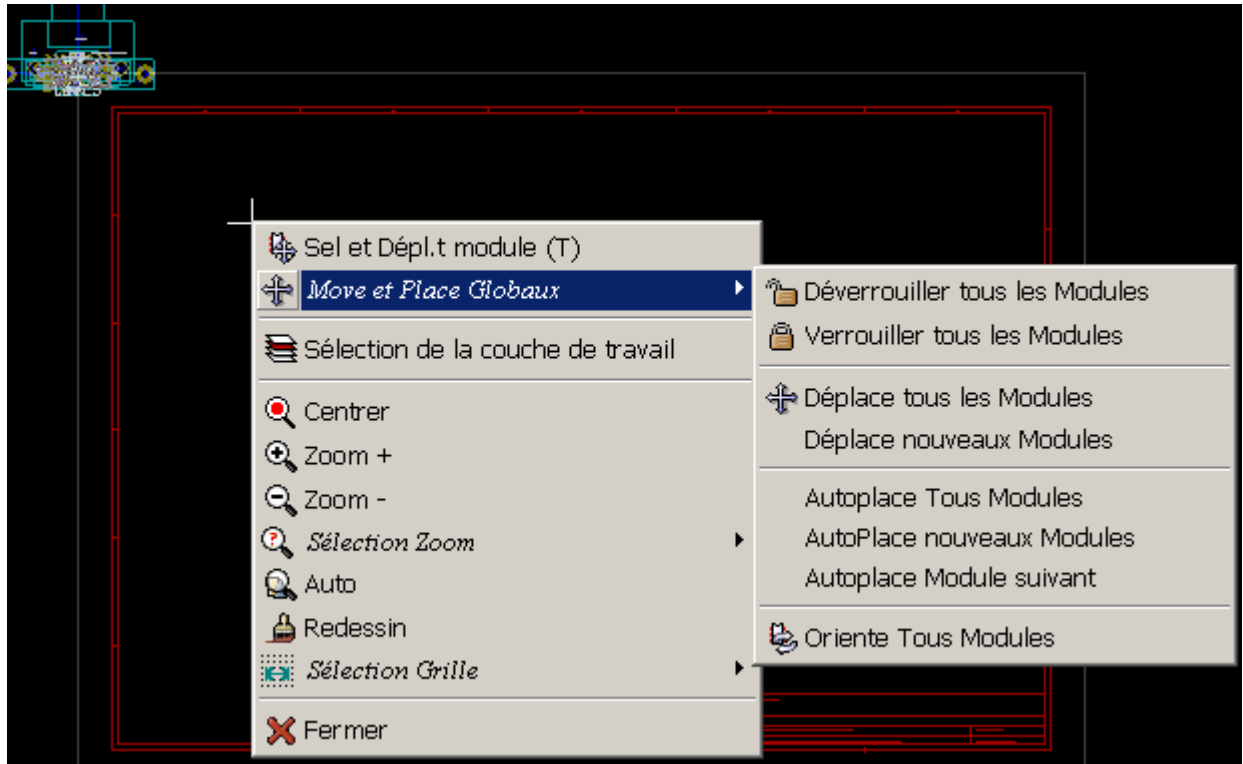 Sel et Dépl.t module (T)
Move et Place Globaux
Sélection de la couche de travail
Centrer
Zoom +
Zoom -
Sélection Zoom
Auto
Redessin
Sélection Grille
Fermer
Déverrouiller tous les Modules
Verrouiller tous les Modules
Déplace tous les Modules
Déplace nouveaux Modules
Autoplace Tous Modules
AutoPlace nouveaux Modules
Autoplace Module suivant
Oriente Tous Modules